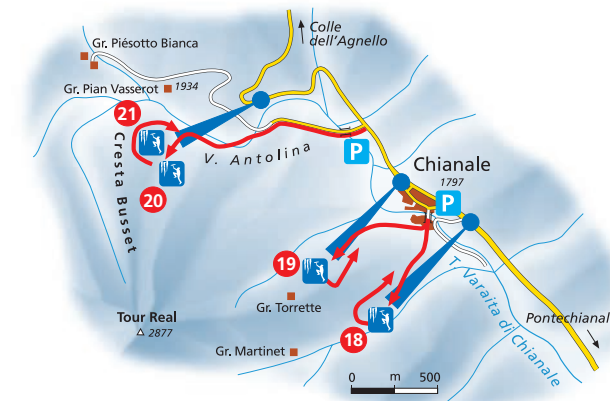 Colle
dell'Agnello
Gr. Piésotto Bianca
Gr. Pian Vasserot
1934
21
Cresta Busset
V. Antolina
P
Chianale
1797
P
20
19
Gr. Torrette
T. Varaita di Chianale
Pontechianal
Tour Real
2877
18
Gr. Martinet
0 m 500